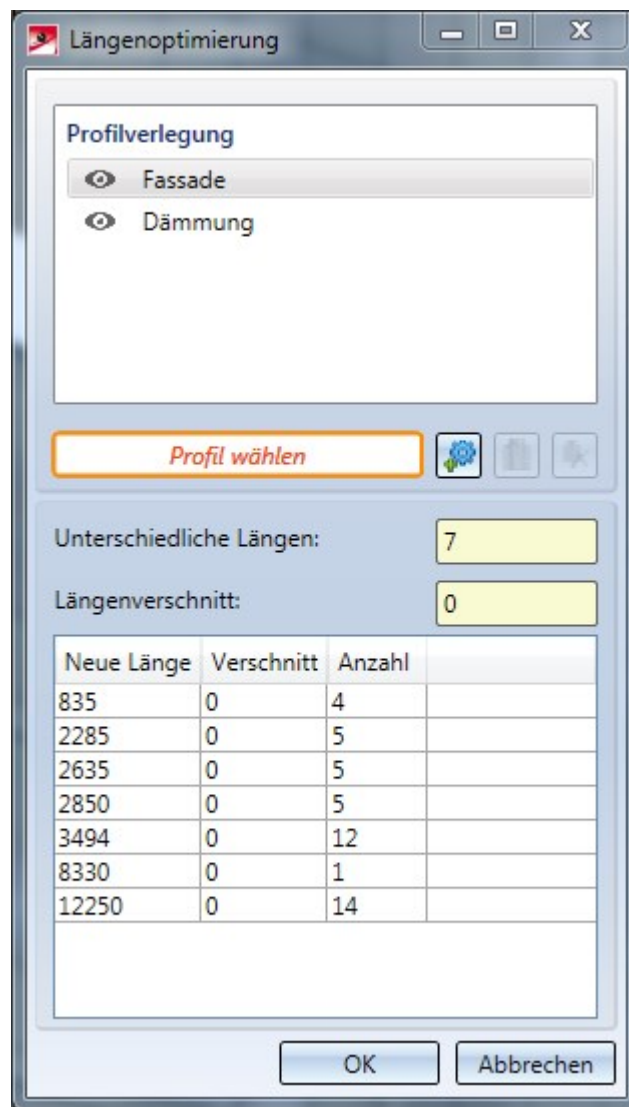 Längenoptimierung
Profilverlegung
Fassade
Dämmung
Profil wählen
Unterschiedliche Längen: 7
Längenverschnitt: 0
Neue Länge Verschnitt Anzahl
835 0 4
2285 0 5
2635 0 5
2850 0 5
3494 0 12
8330 0 1
12250 0 14
OK Abbrechen